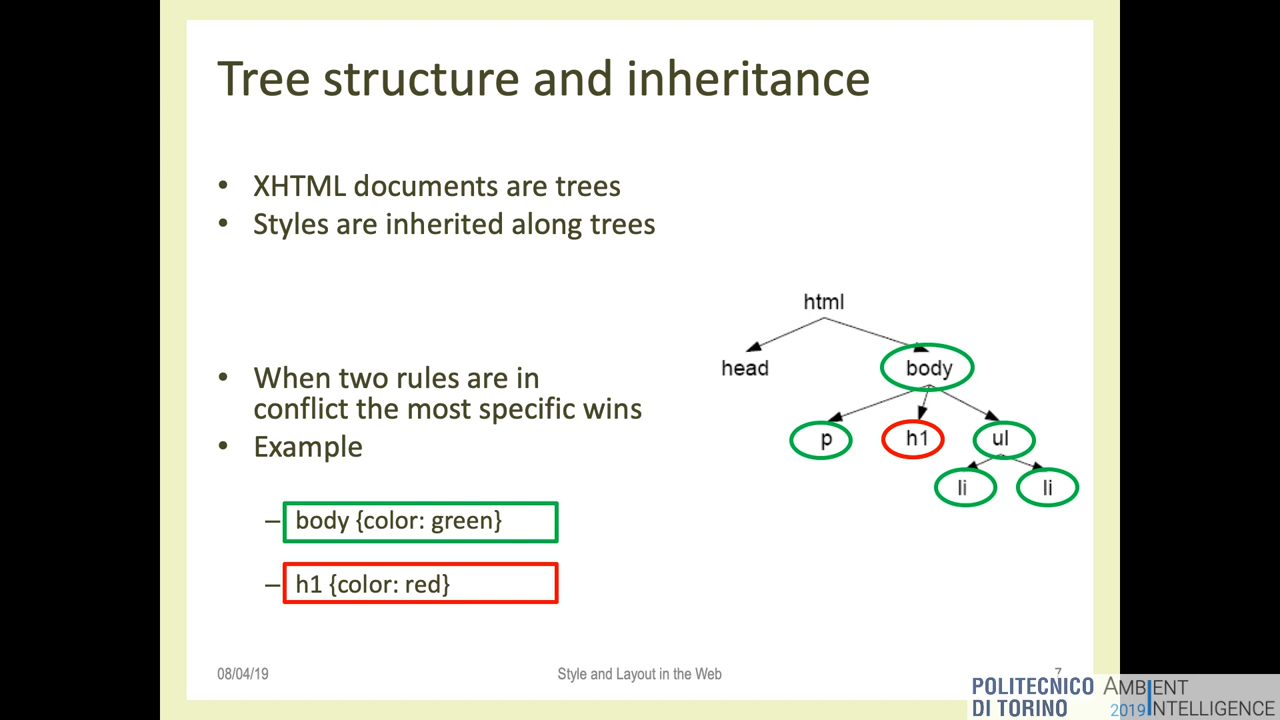 Tree structure and inheritance
• XHTML documents are trees
• Styles are inherited along trees
html
head
body
• When two rules are in
conflict the most specific wins
• Example
p
h1
ul
li
li
– body {color: green}
– h1 {color: red}
08/04/19
Style and Layout in the Web
7
POLITECNICO
DI TORINO
AMBIENT
2019 INTELLIGENCE